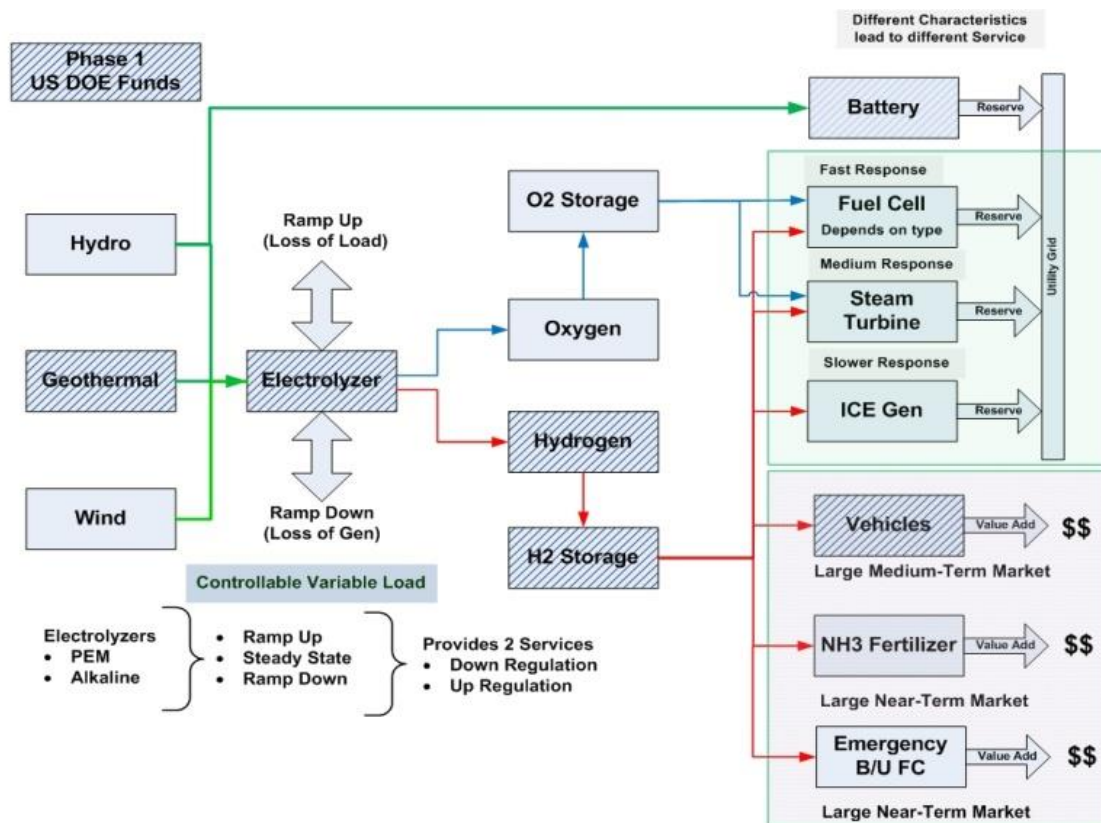 Different Characteristics
lead to different Service
Phase 1
US DOE Funds
Battery
Reserve
Fast Response
O2 Storage
Fuel Cell
Depends on type
Reserve
Ramp Up
(Loss of Load)
Hydro
Medium Response
Utility Grid
Oxygen
Steam
Turbine
Reserve
Geothermal
Electrolyzer
Slower Response
ICE Gen
Reserve
Hydrogen
Wind
Ramp Down
(Loss of Gen)
Vehicles
Value Add
$$
H2 Storage
Large Medium-Term Market
Controllable Variable Load
Electrolyzers
• PEM
• Alkaline
• Ramp Up
• Steady State
• Ramp Down
Provides 2 Services
• Down Regulation
• Up Regulation
NH3 Fertilizer
Value Add
$$
Large Near-Term Market
Emergency
B/U FC
Value Add
$$
Large Near-Term Market